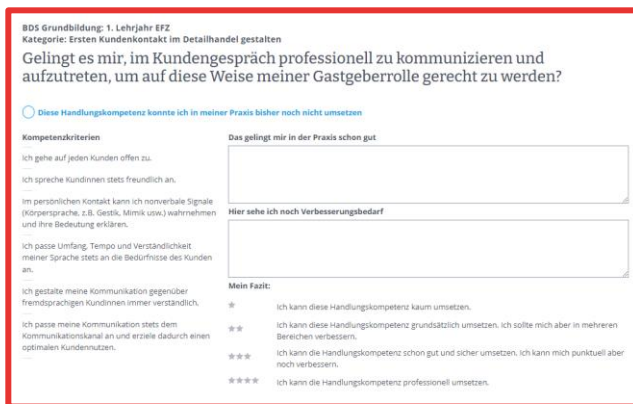 BDS Grundbildung: 1. Lehrjahr EFZ
Kategorie: Ersten Kundenkontakt im Detailhandel gestalten
Gelingt es mir, im Kundengespräch professionell zu kommunizieren und
aufzutreten, um auf diese Weise meiner Gastgeberrolle gerecht zu werden?
Diese Handlungskompetenz konnte ich in meiner Praxis bisher noch nicht umsetzen
Kompetenzkriterien
Ich gehe auf jeden Kunden offen zu.
Ich spreche Kundinnen stets freundlich an.
Im persönlichen Kontakt kann ich nonverbale Signale
(Körpersprache, z.B. Gestik, Mimik usw.) wahrnehmen
und ihre Bedeutung erklären.
Ich passe Umfang, Tempo und Verständlichkeit
meiner Sprache stets an die Bedürfnisse des Kunden
an.
Ich gestalte meine Kommunikation gegenüber
fremdsprachigen Kundinnen immer verständlich.
Ich passe meine Kommunikation stets dem
Kommunikationskanal an und erziele dadurch einen
optimalen Kundennutzen.
Das gelingt mir in der Praxis schon gut
Hier sehe ich noch Verbesserungsbedarf
Mein Fazit:
Ich kann diese Handlungskompetenz kaum umsetzen.
Ich kann diese Handlungskompetenz grundsätzlich umsetzen. Ich sollte mich aber in mehreren
Bereichen verbessern.
Ich kann die Handlungskompetenz schon gut und sicher umsetzen. Ich kann mich punktuell aber
noch verbessern.
Ich kann die Handlungskompetenz professionell umsetzen.